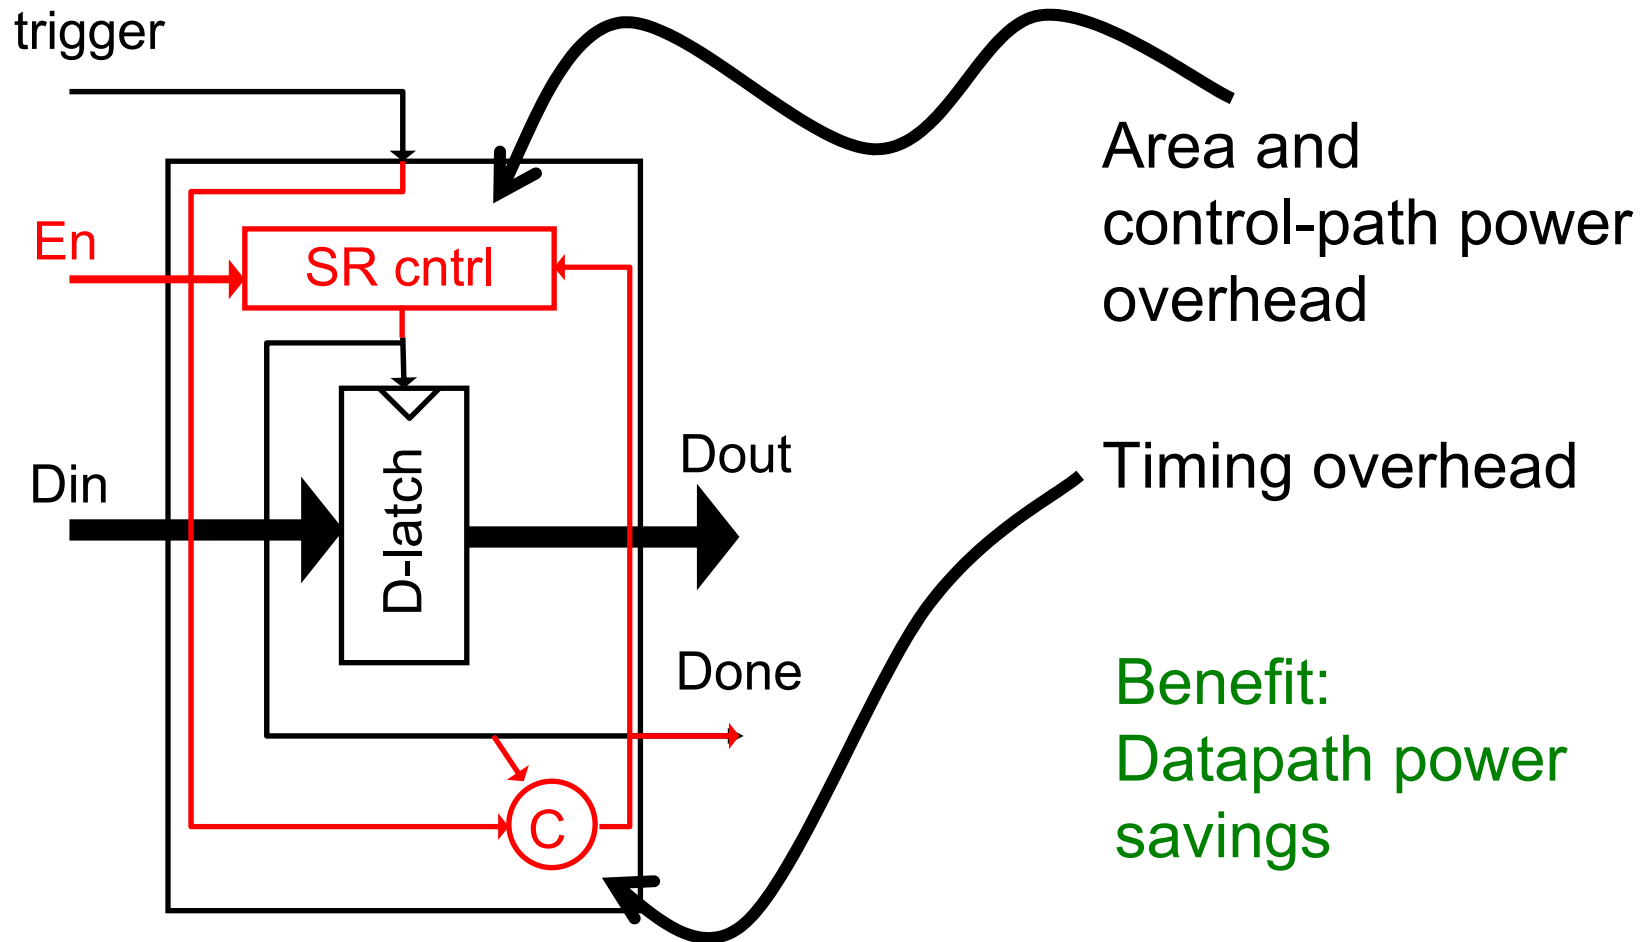 trigger
En
SR cntrl
Din
D-latch
Dout
Done
C
Area and
control-path power
overhead
Timing overhead
Benefit:
Datapath power
savings